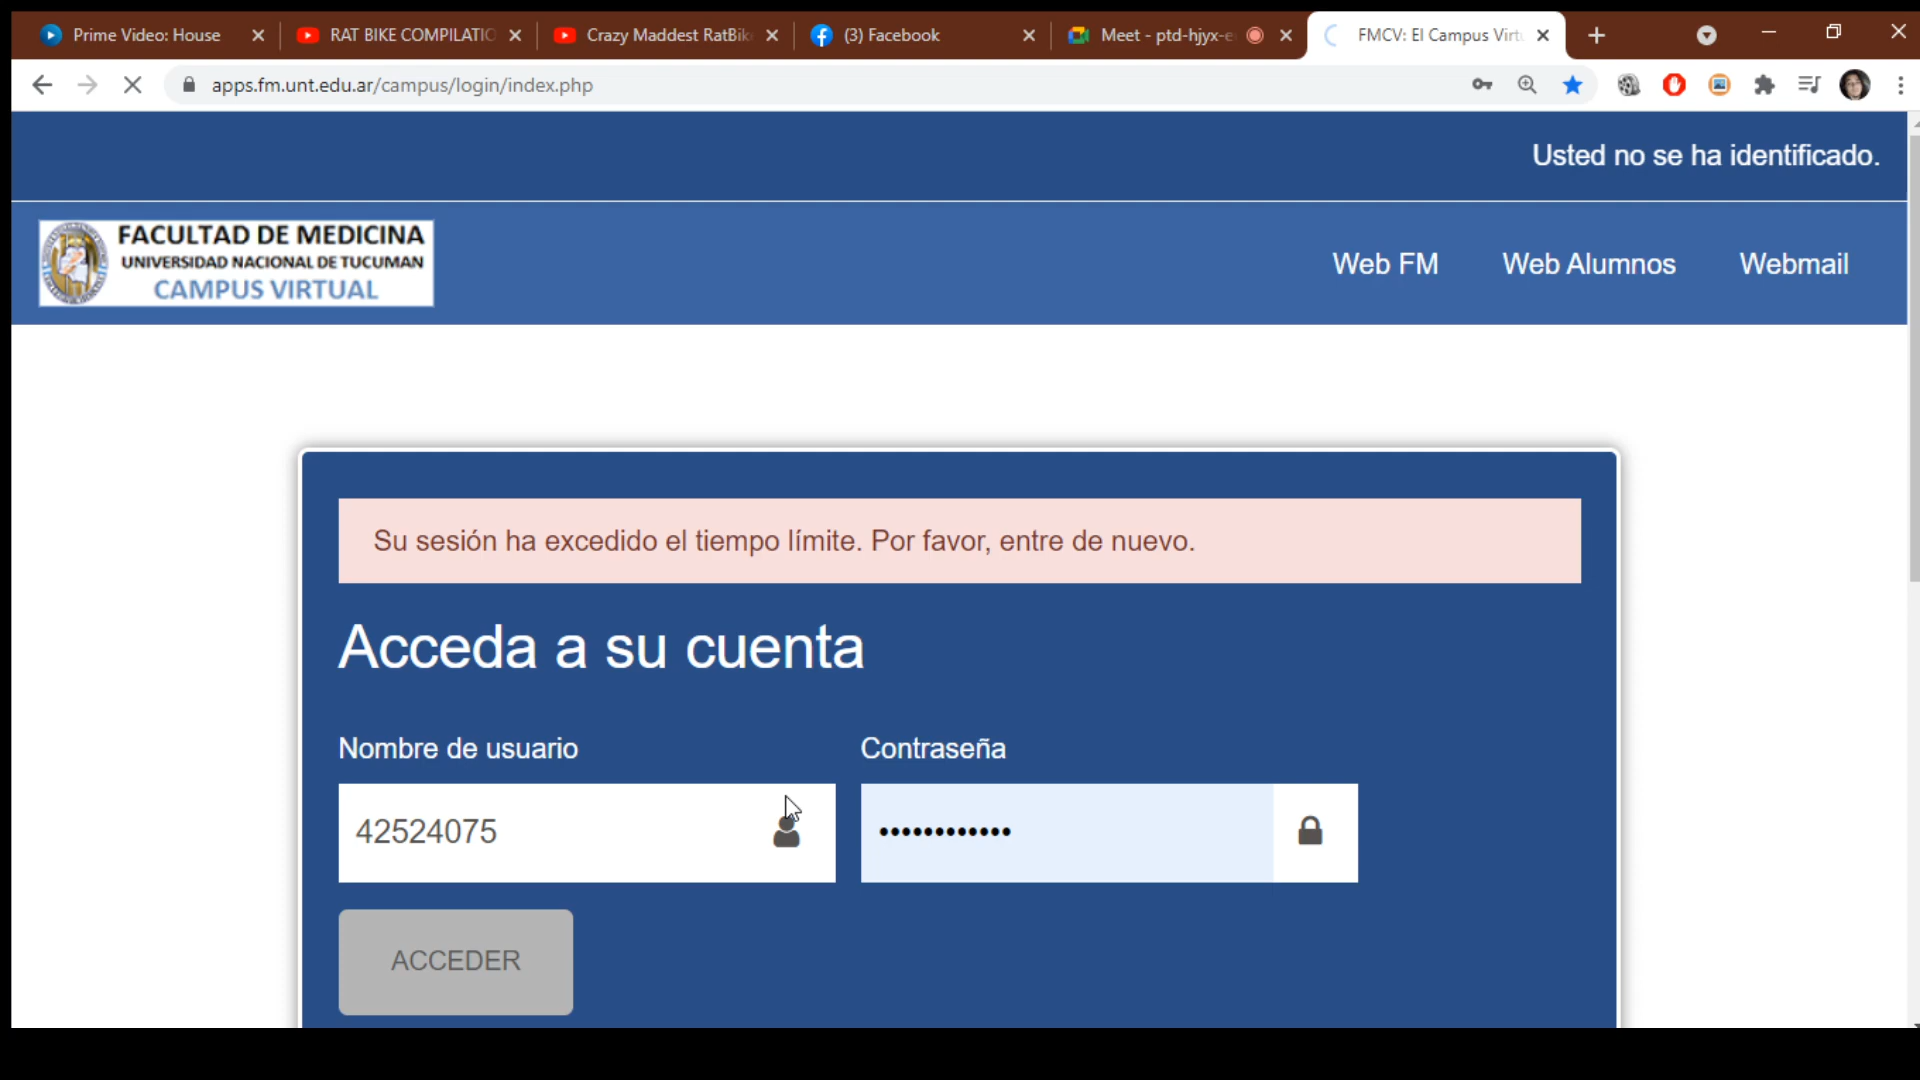 Prime Video: House
RAT BIKE COMPILATIO
Crazy Maddest RatBik
(3) Facebook
Meet - ptd-hjyx-e
FMCV: El Campus Virtu
apps.fm.unt.edu.ar/campus/login/index.php
Usted no se ha identificado.
FACULTAD DE MEDICINA
UNIVERSIDAD NACIONAL DE TUCUMAN
CAMPUS VIRTUAL
Web FM
Web Alumnos
Webmail
Su sesión ha excedido el tiempo límite. Por favor, entre de nuevo.
Acceda a su cuenta
Nombre de usuario
Contraseña
42524075
••••••••••••
ACCEDER